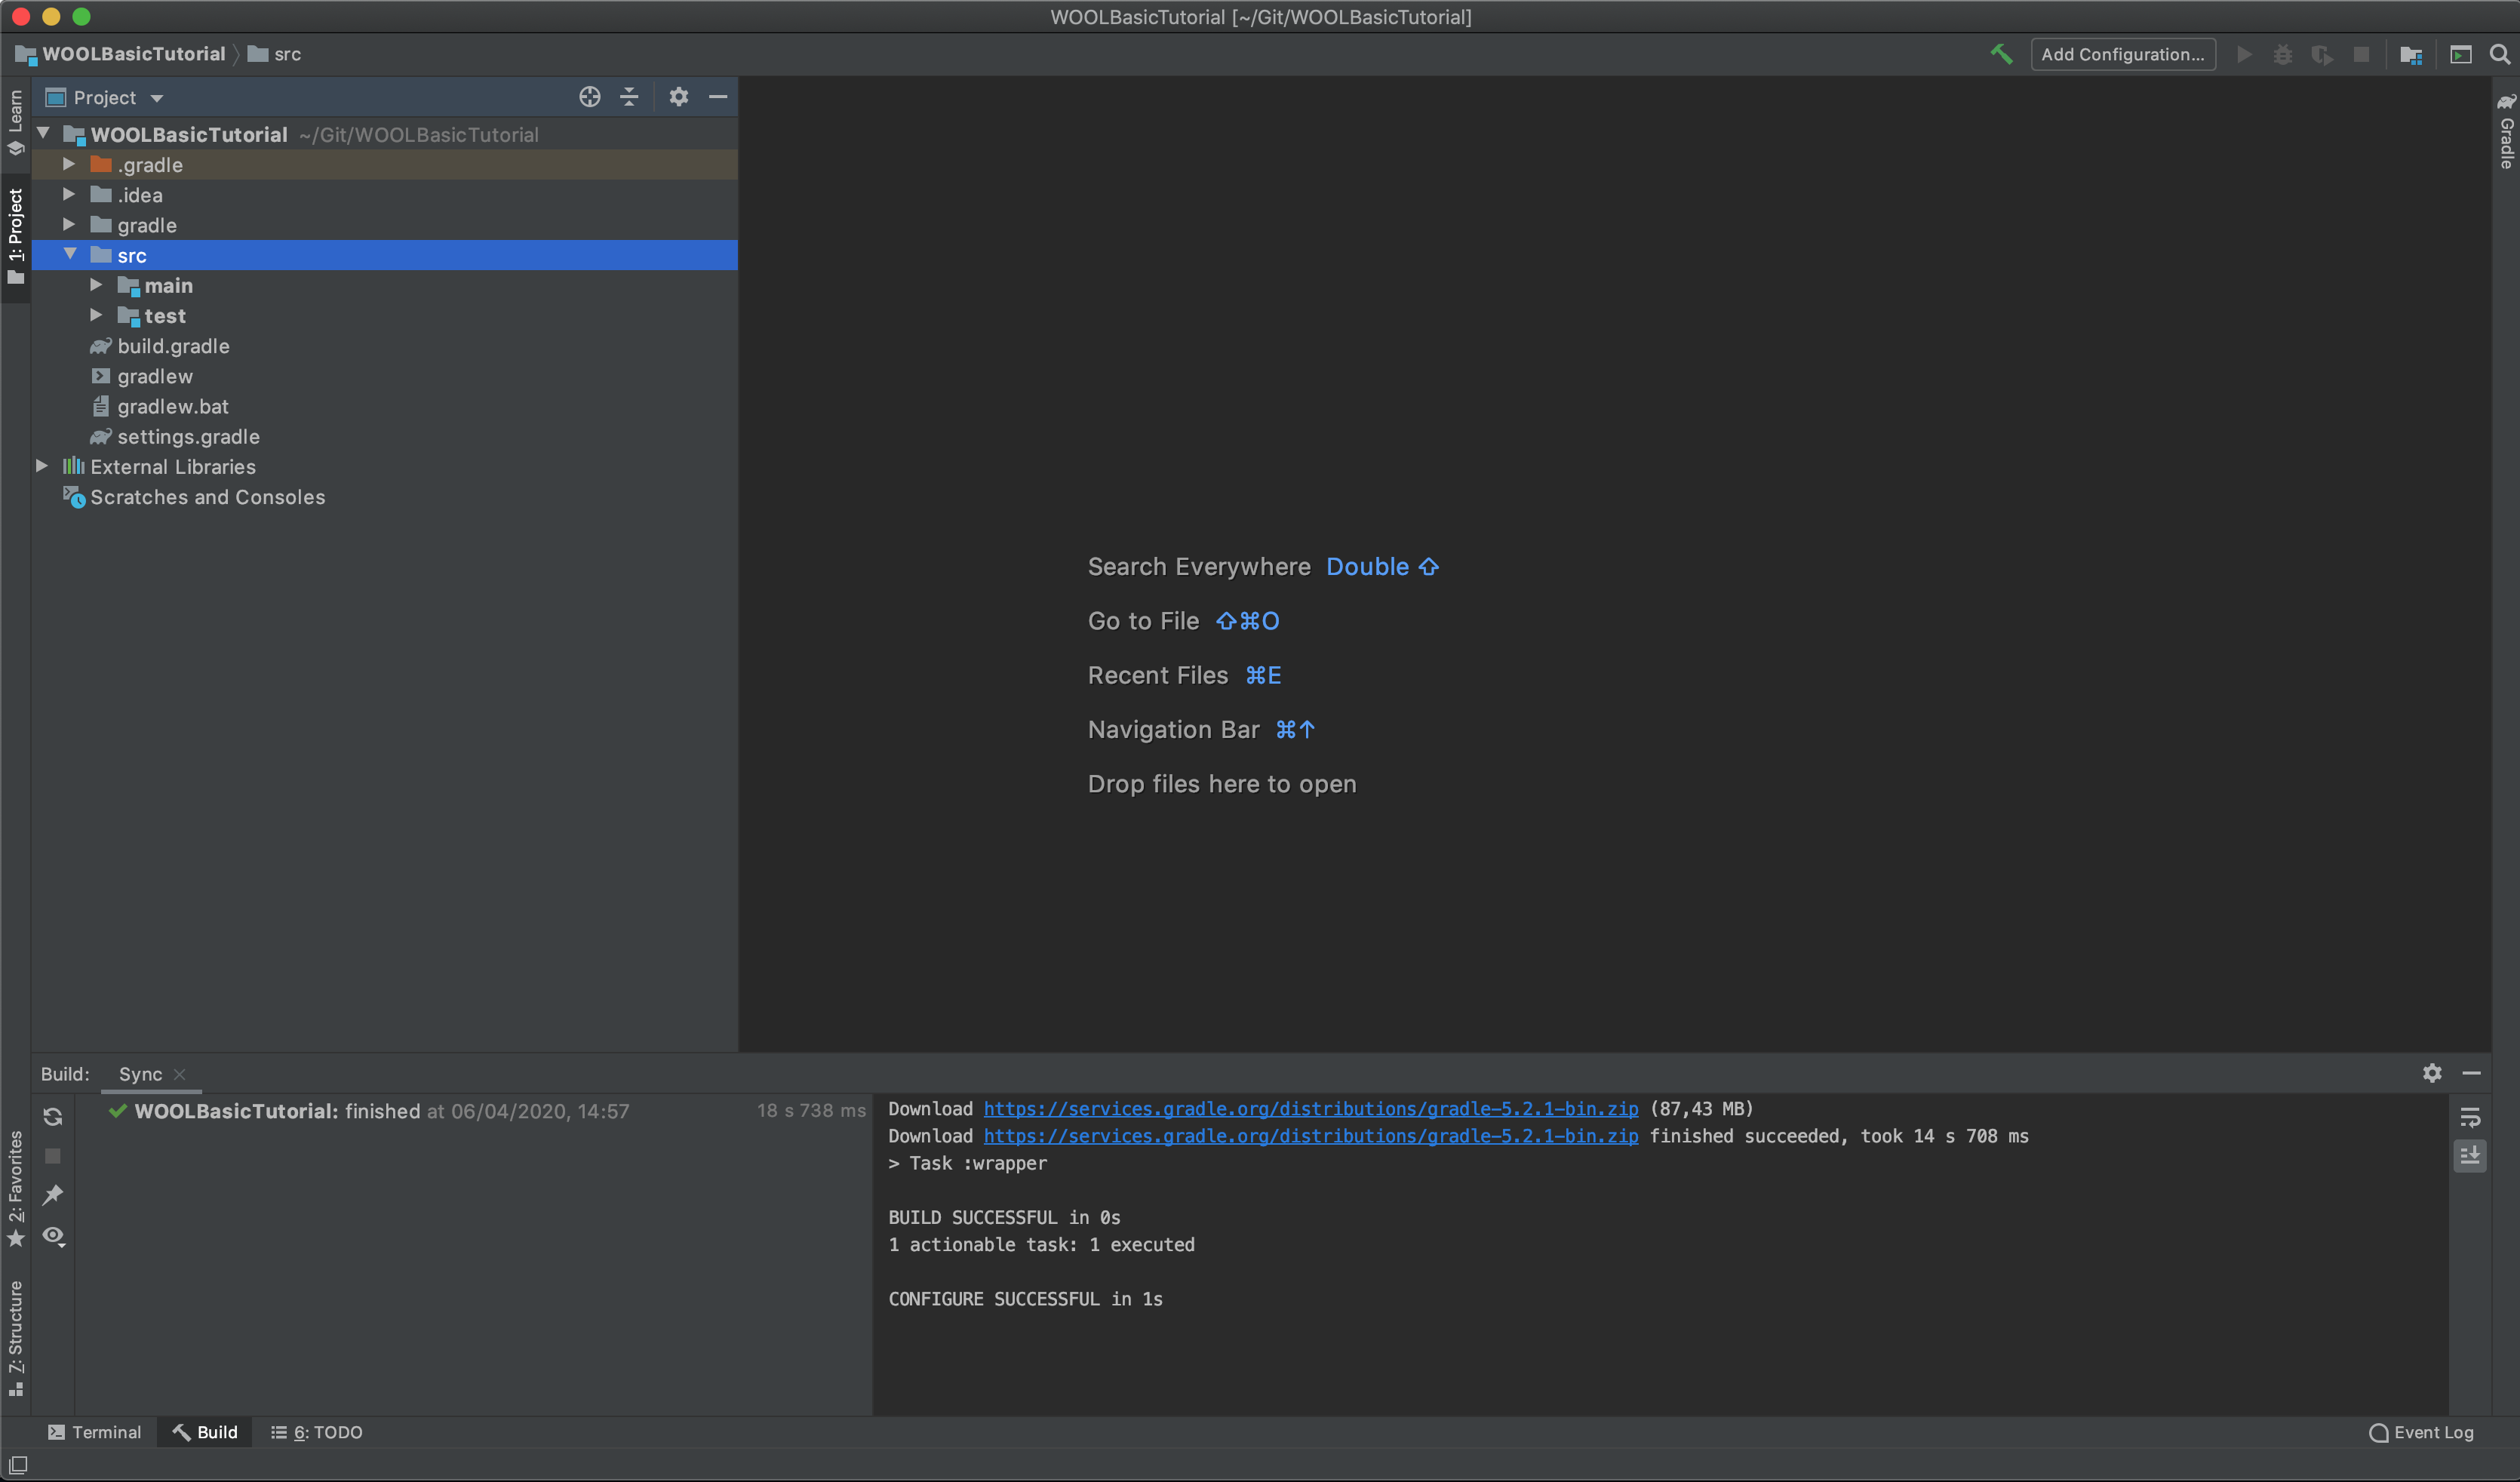 WOOLBasicTutorial [~/Git/WOOLBasicTutorial]
WOOLBasicTutorial src
Add Configuration...
Learn
1: Project
Project
WOOLBasicTutorial ~/Git/WOOLBasicTutorial
.gradle
.idea
gradle
src
main
test
build.gradle
gradlew
gradlew.bat
settings.gradle
External Libraries
Scratches and Consoles
Gradle
Search Everywhere Double ⇧
Go to File ⇧⌘O
Recent Files ⌘E
Navigation Bar ⌘↑
Drop files here to open
Build: Sync
WOOLBasicTutorial: finished at 06/04/2020, 14:57 18 s 738 ms
Download https://services.gradle.org/distributions/gradle-5.2.1-bin.zip (87,43 MB)
Download https://services.gradle.org/distributions/gradle-5.2.1-bin.zip finished succeeded, took 14 s 708 ms
> Task :wrapper
BUILD SUCCESSFUL in 0s
1 actionable task: 1 executed
CONFIGURE SUCCESSFUL in 1s
2: Favorites
7: Structure
Terminal Build 6: TODO Event Log